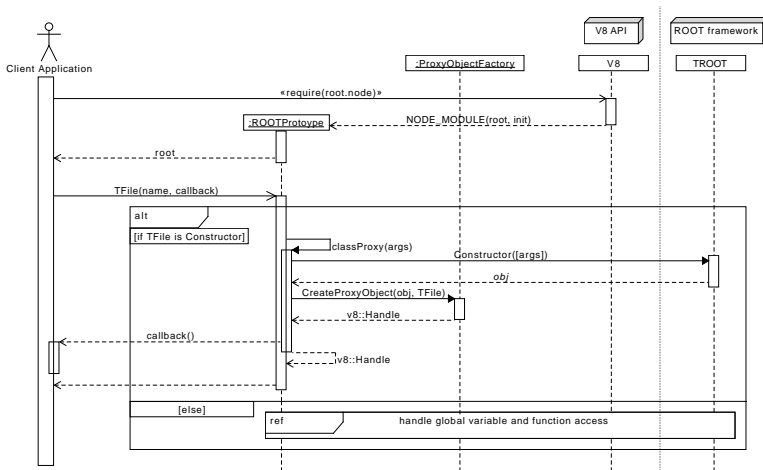 V8 API
ROOT framework
Client Application
:ProxyObjectFactory
V8
TROOT
«require(root.node)»
:ROOTProtoype
NODE_MODULE(root, init)
root
TFile(name, callback)
alt
[if TFile is Constructor]
classProxy(args)
Constructor([args])
obj
CreateProxyObject(obj, TFile)
v8::Handle
callback()
v8::Handle
[else]
ref
handle global variable and function access